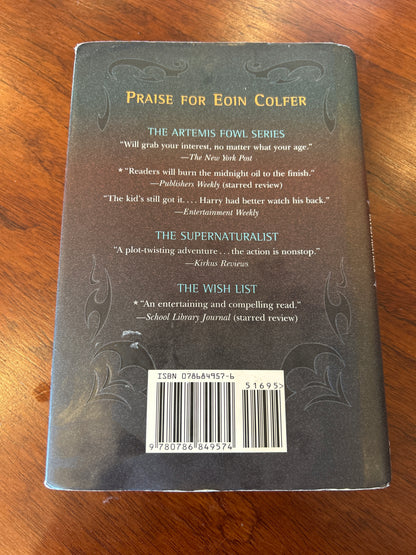 PRAISE FOR EOIN COLFER
THE ARTEMIS FOWL SERIES
“Will grab your interest, no matter what your age.”
—The New York Post
★“Readers will burn the midnight oil to the finish.”
—Publishers Weekly (starred review)
“The kid's still got it. . . . Harry had better watch his back.”
—Entertainment Weekly
THE SUPERNATURALIST
“A plot-twisting adventure . . . the action is nonstop.”
—Kirkus Reviews
THE WISH LIST
★“An entertaining and compelling read.”
—School Library Journal (starred review)
ISBN 078684957-6
51695>
9 780786 849574